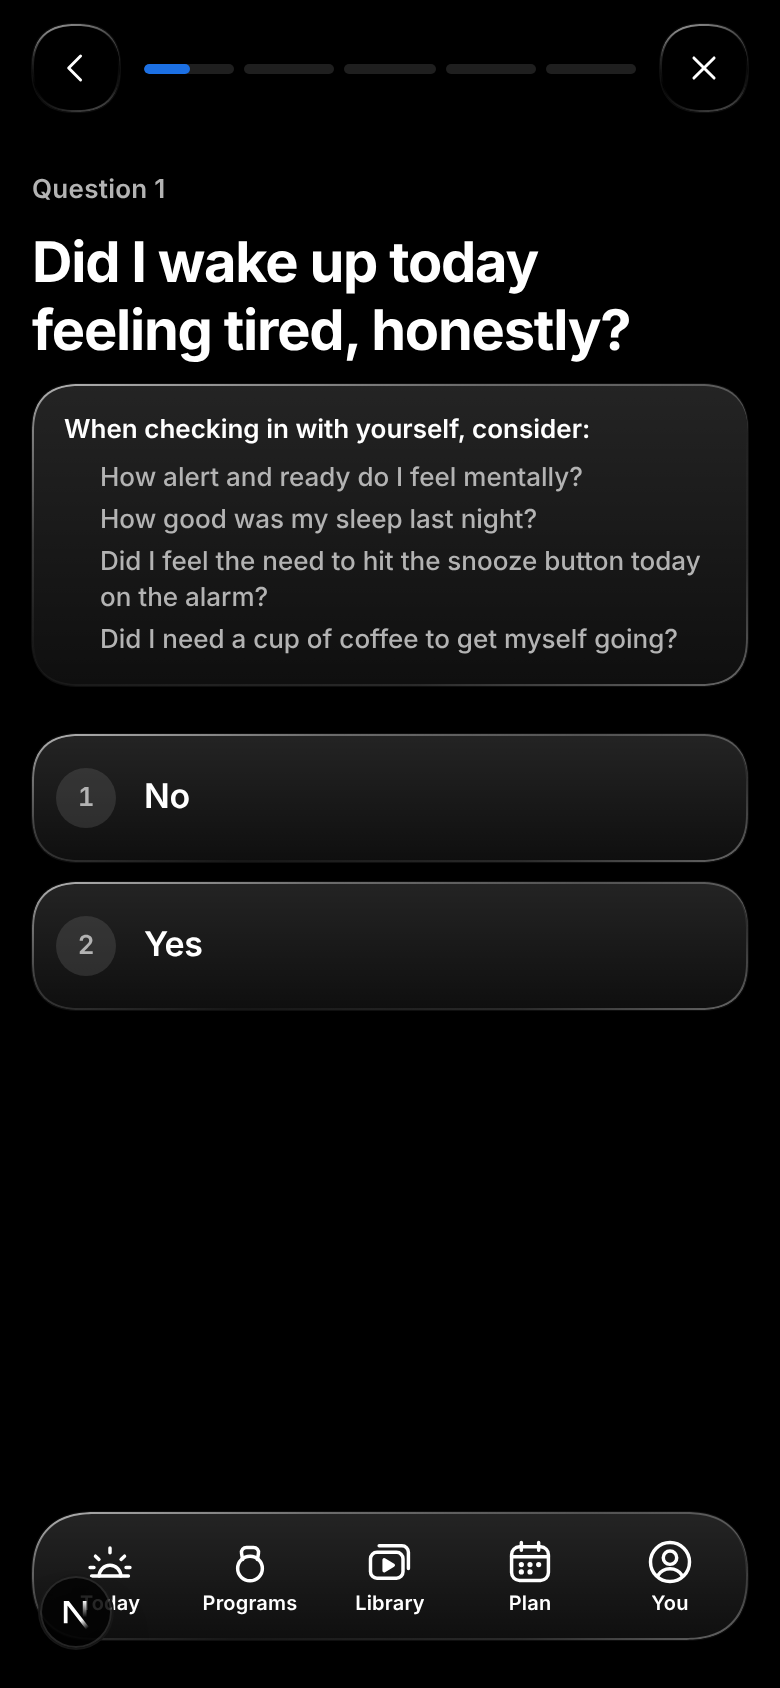 Question 1
Did I wake up today
feeling tired, honestly?
When checking in with yourself, consider:
How alert and ready do I feel mentally?
How good was my sleep last night?
Did I feel the need to hit the snooze button today
on the alarm?
Did I need a cup of coffee to get myself going?
1 No
2 Yes
Today Programs Library Plan You
N